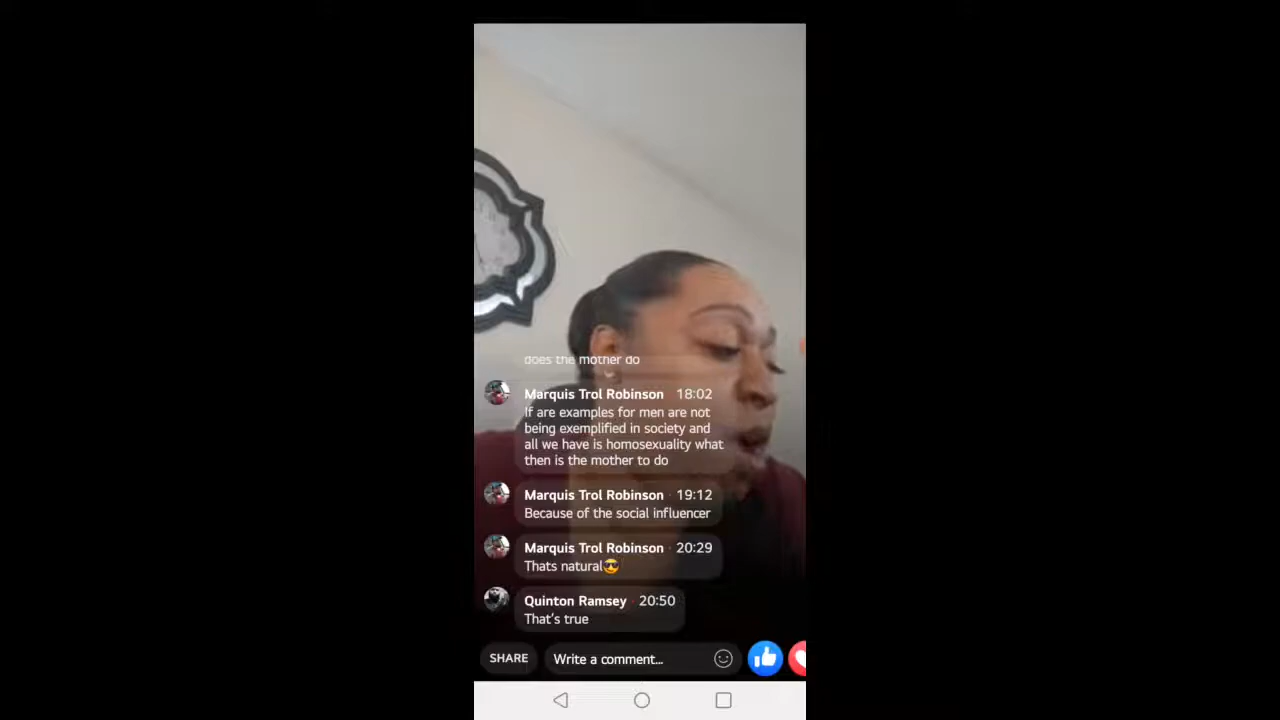 does the mother do
Marquis Trol Robinson 18:02
If are examples for men are not
being exemplified in society and
all we have is homosexuality what
then is the mother to do
Marquis Trol Robinson · 19:12
Because of the social influencer
Marquis Trol Robinson · 20:29
Thats natural😎
Quinton Ramsey · 20:50
That's true
SHARE
Write a comment...